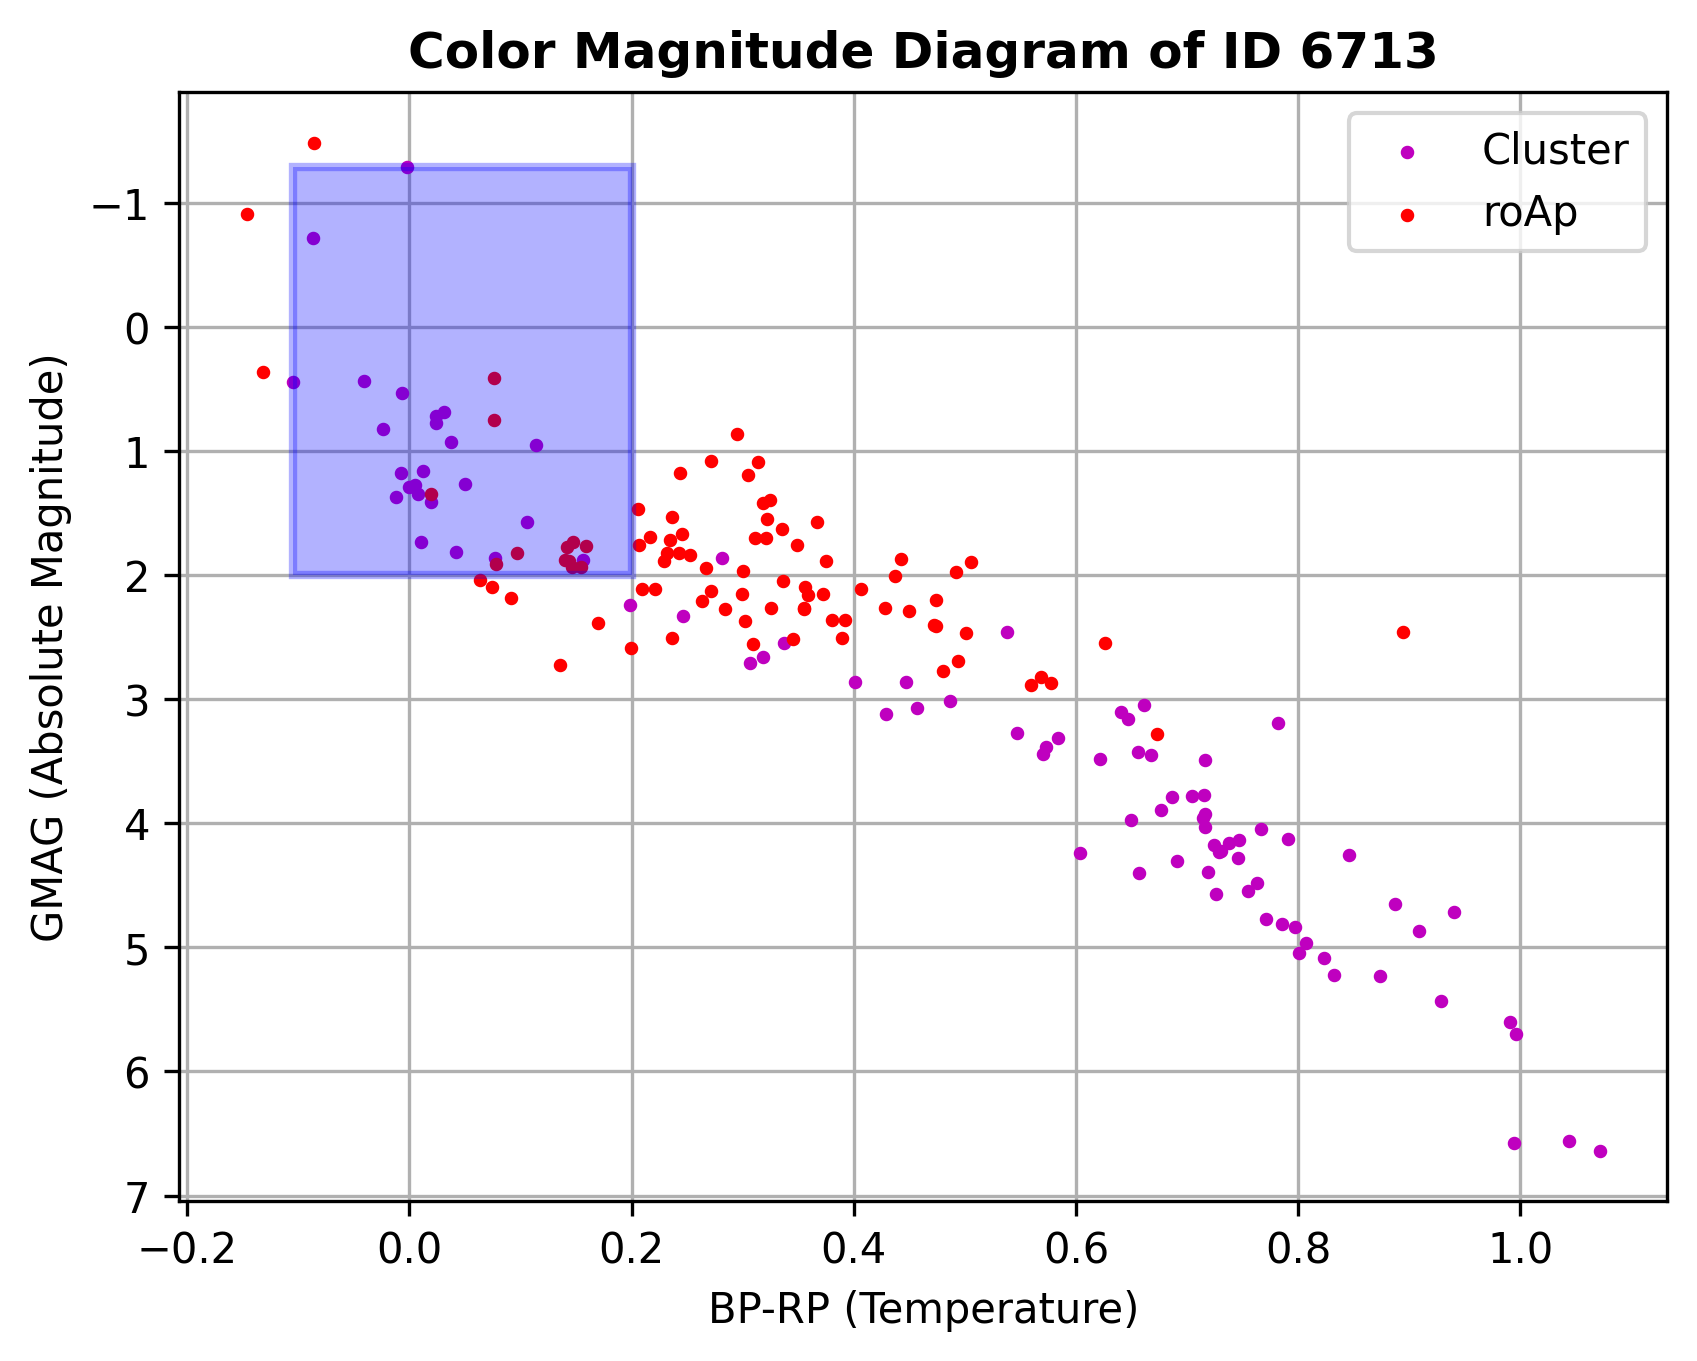 Color Magnitude Diagram of ID 6713
Cluster
roAp
GMAG (Absolute Magnitude)
−1
0
1
2
3
4
5
6
7
−0.2 0.0 0.2 0.4 0.6 0.8 1.0
BP-RP (Temperature)